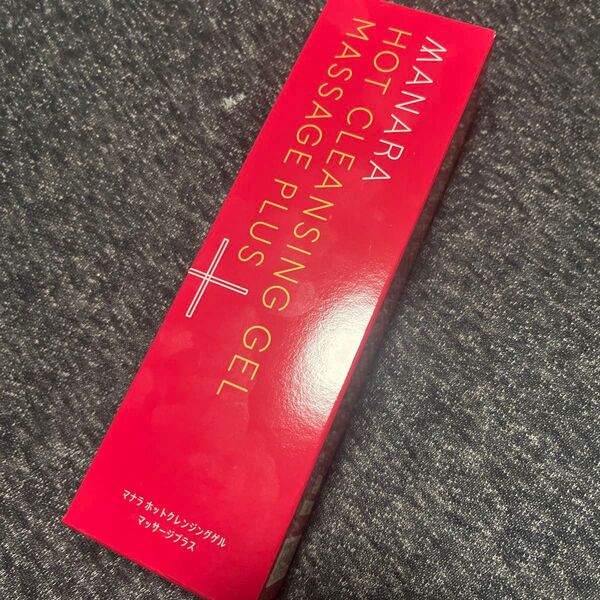 MANARA
HOT CLEANSING GEL
MASSAGE PLUS
マナラ ホットクレンジングゲル
マッサージプラス